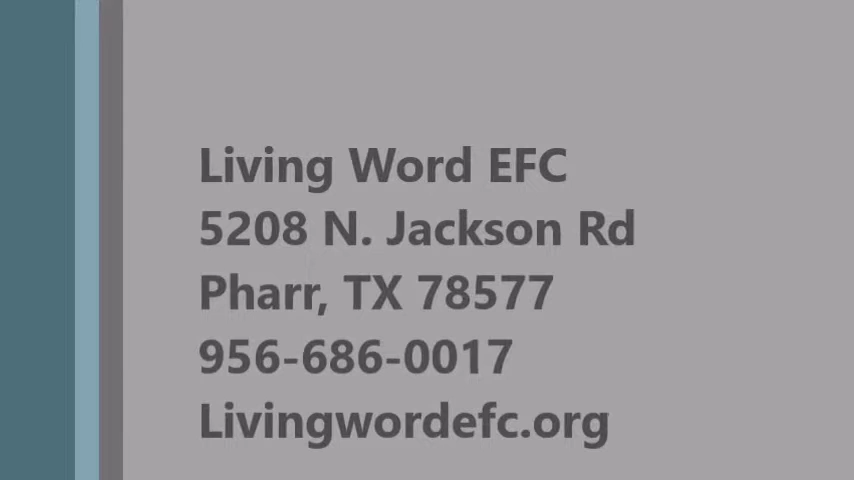 Living Word EFC
5208 N. Jackson Rd
Pharr, TX 78577
956-686-0017
Livingwordefc.org